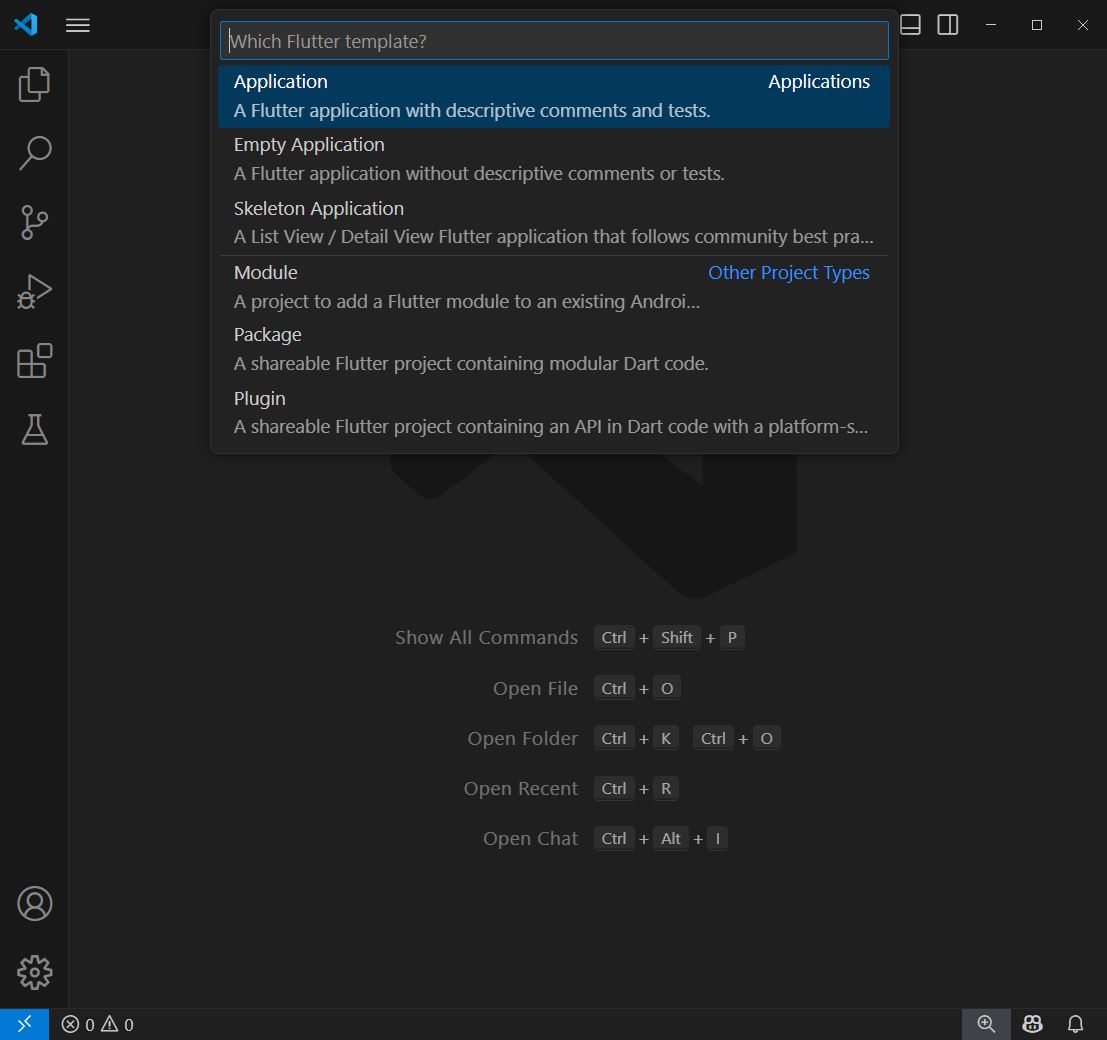 Which Flutter template?
Application Applications
A Flutter application with descriptive comments and tests.
Empty Application
A Flutter application without descriptive comments or tests.
Skeleton Application
A List View / Detail View Flutter application that follows community best pra...
Module Other Project Types
A project to add a Flutter module to an existing Androi...
Package
A shareable Flutter project containing modular Dart code.
Plugin
A shareable Flutter project containing an API in Dart code with a platform-s...
Show All Commands Ctrl + Shift + P
Open File Ctrl + O
Open Folder Ctrl + K Ctrl + O
Open Recent Ctrl + R
Open Chat Ctrl + Alt + I
0 0